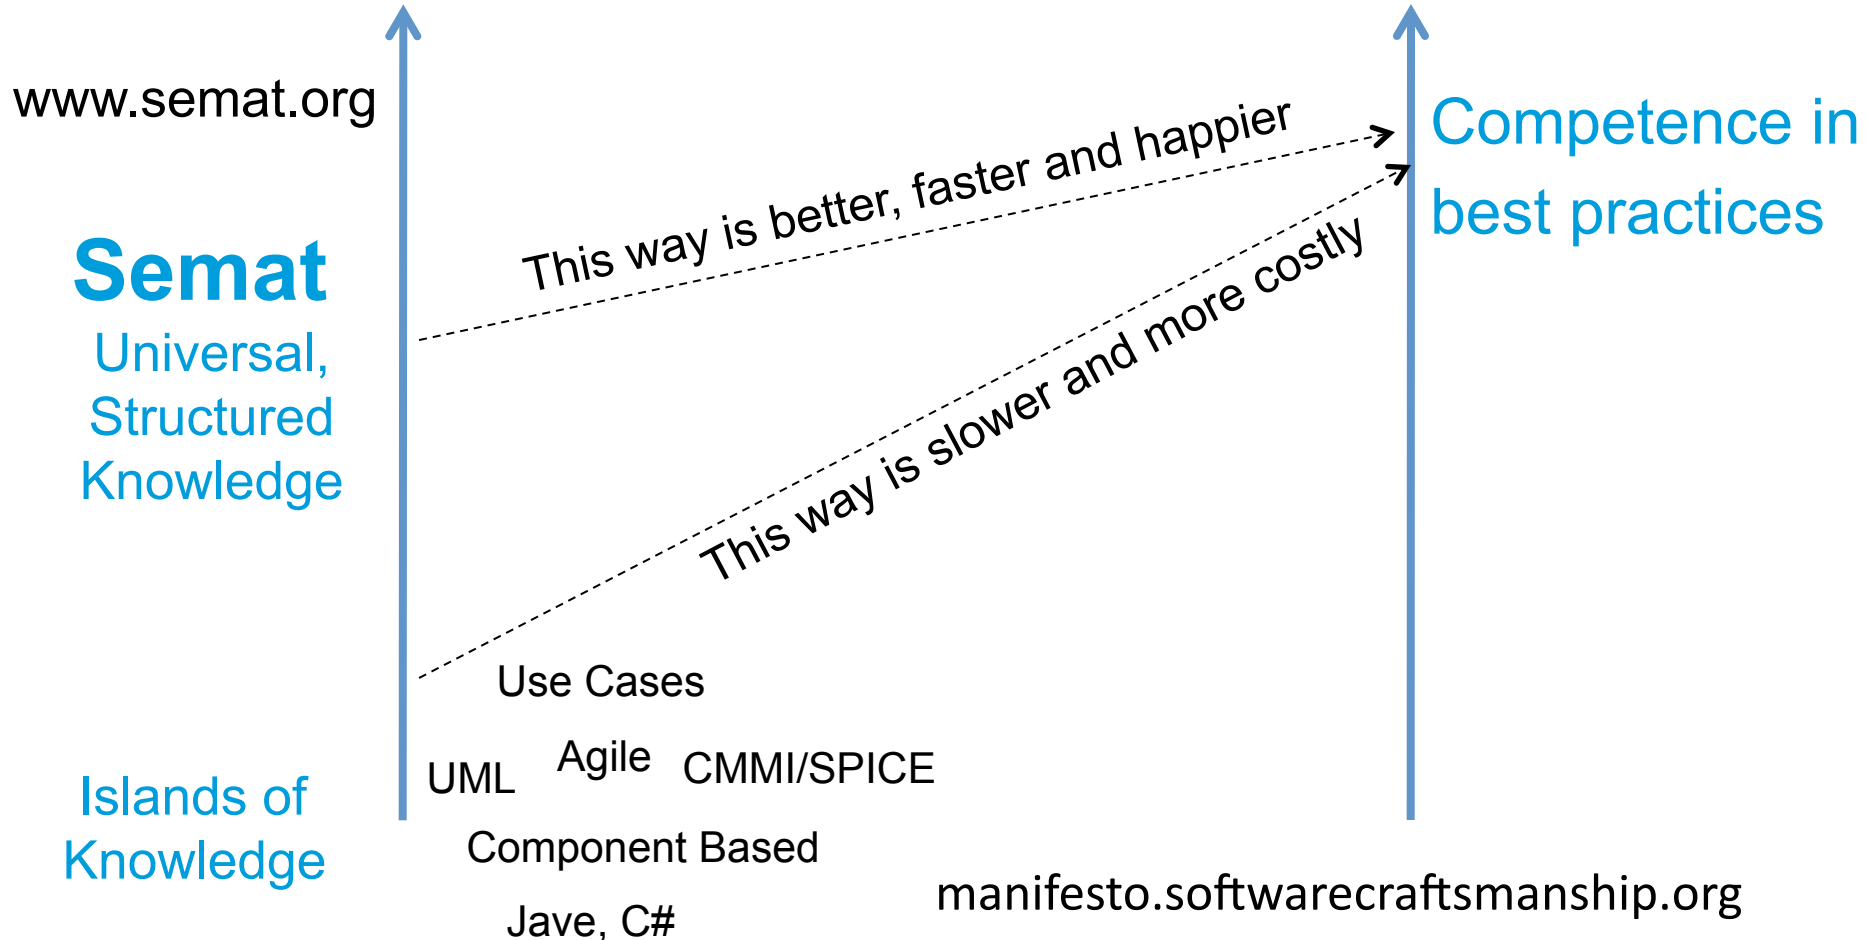 www.semat.org
Semat
Universal,
Structured
Knowledge
This way is better, faster and happier
This way is slower and more costly
Competence in
best practices
Use Cases
Agile
UML
CMMI/SPICE
Islands of
Knowledge
Component Based
Jave, C#
manifesto.softwarecraftsmanship.org